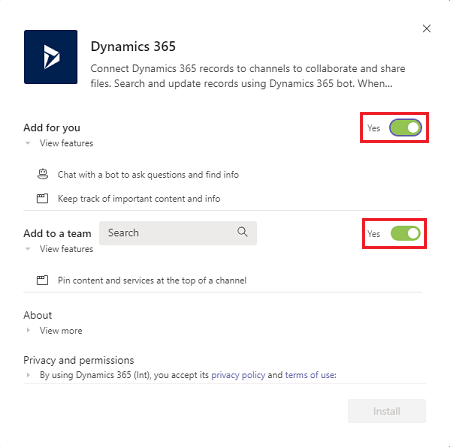 Dynamics 365
Connect Dynamics 365 records to channels to collaborate and share
files. Search and update records using Dynamics 365 bot. When...
Add for you
Yes
View features
Chat with a bot to ask questions and find info
Keep track of important content and info
Add to a team
Search
Yes
View features
Pin content and services at the top of a channel
About
View more
Privacy and permissions
By using Dynamics 365 (Int), you accept its privacy policy and terms of use:
Install